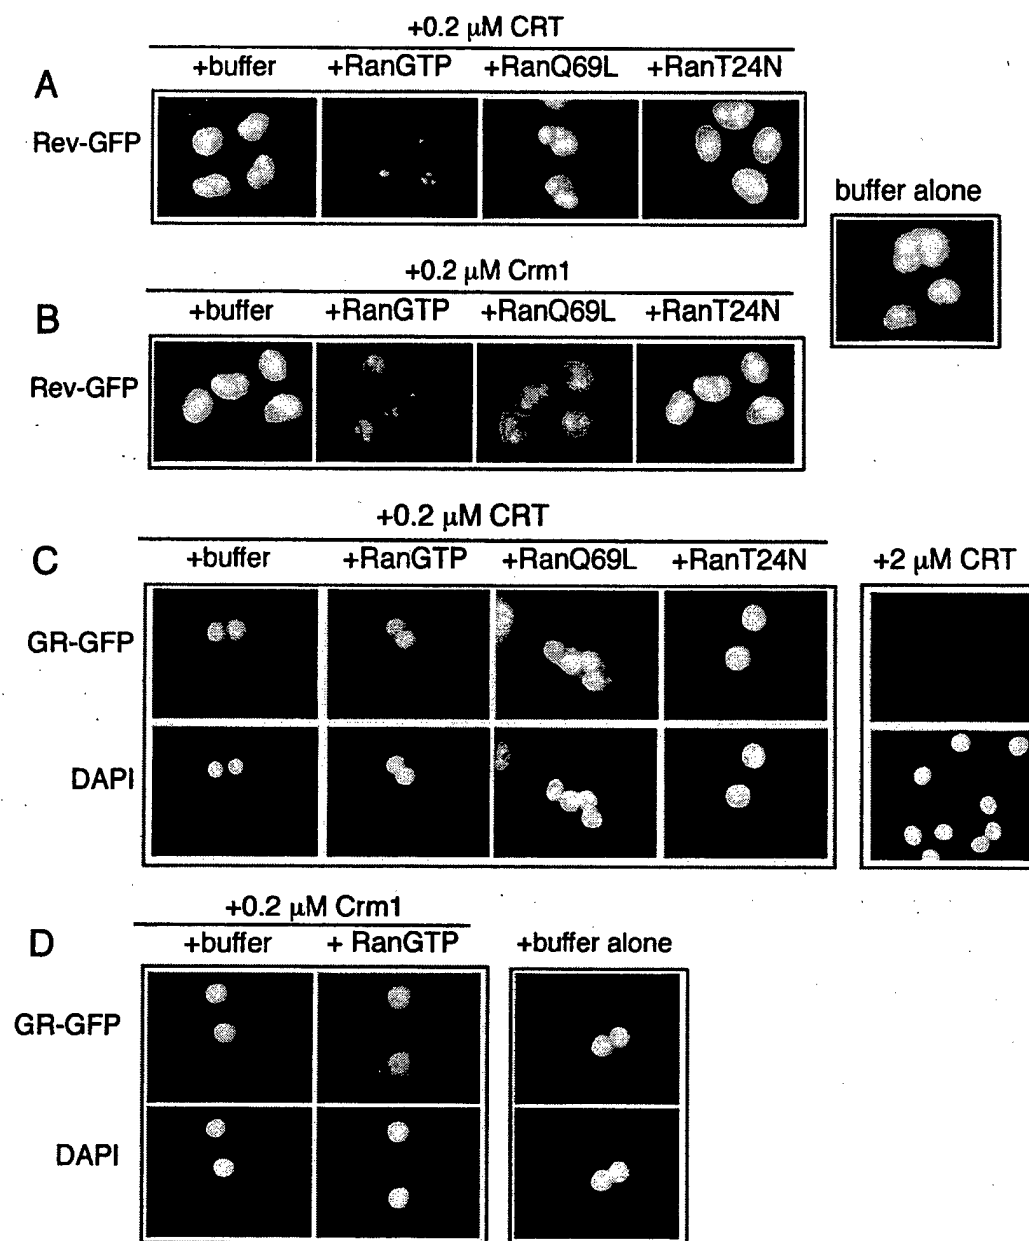 +0.2 μM CRT
A
+buffer +RanGTP +RanQ69L +RanT24N
Rev-GFP
buffer alone
+0.2 μM Crm1
B
+buffer +RanGTP +RanQ69L +RanT24N
Rev-GFP
+0.2 μM CRT
C
+buffer +RanGTP +RanQ69L +RanT24N +2 μM CRT
GR-GFP
DAPI
+0.2 μM Crm1
D
+buffer + RanGTP +buffer alone
GR-GFP
DAPI